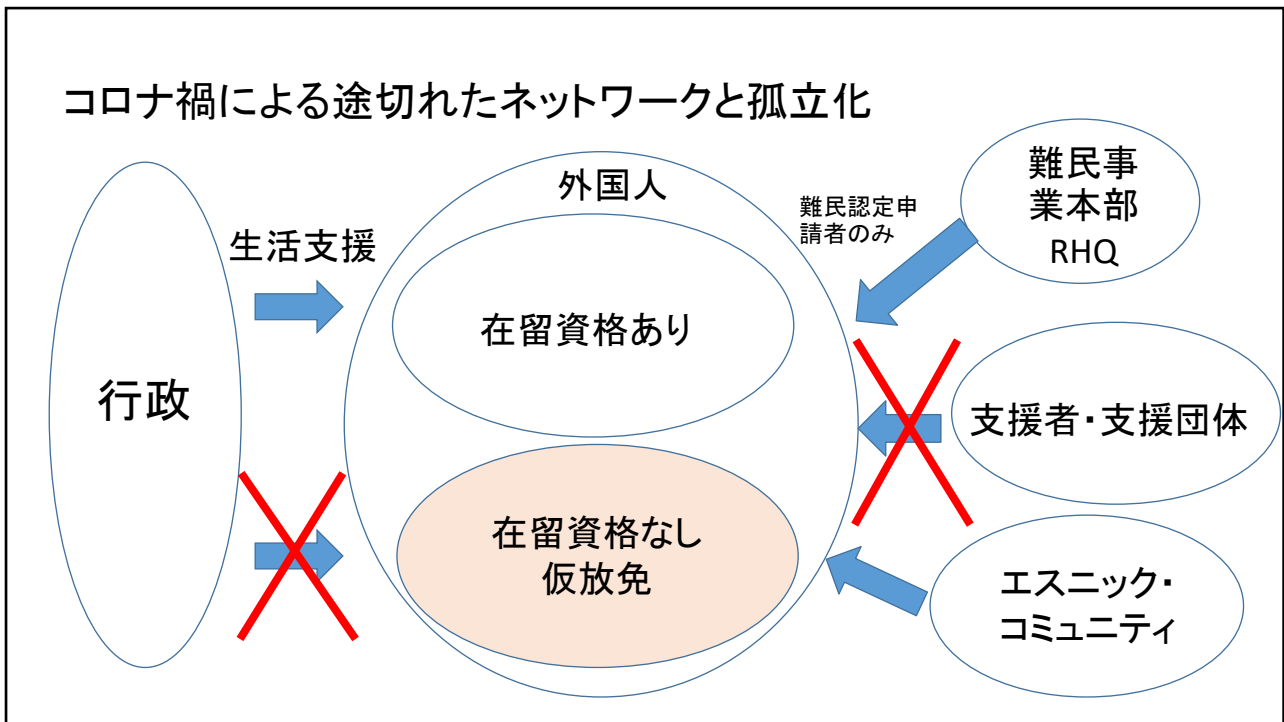 コロナ禍による途切れたネットワークと孤立化
行政
生活支援
外国人
在留資格あり
在留資格なし
仮放免
難民認定申
請者のみ
難民事
業本部
RHQ
支援者・支援団体
エスニック・
コミュニティ